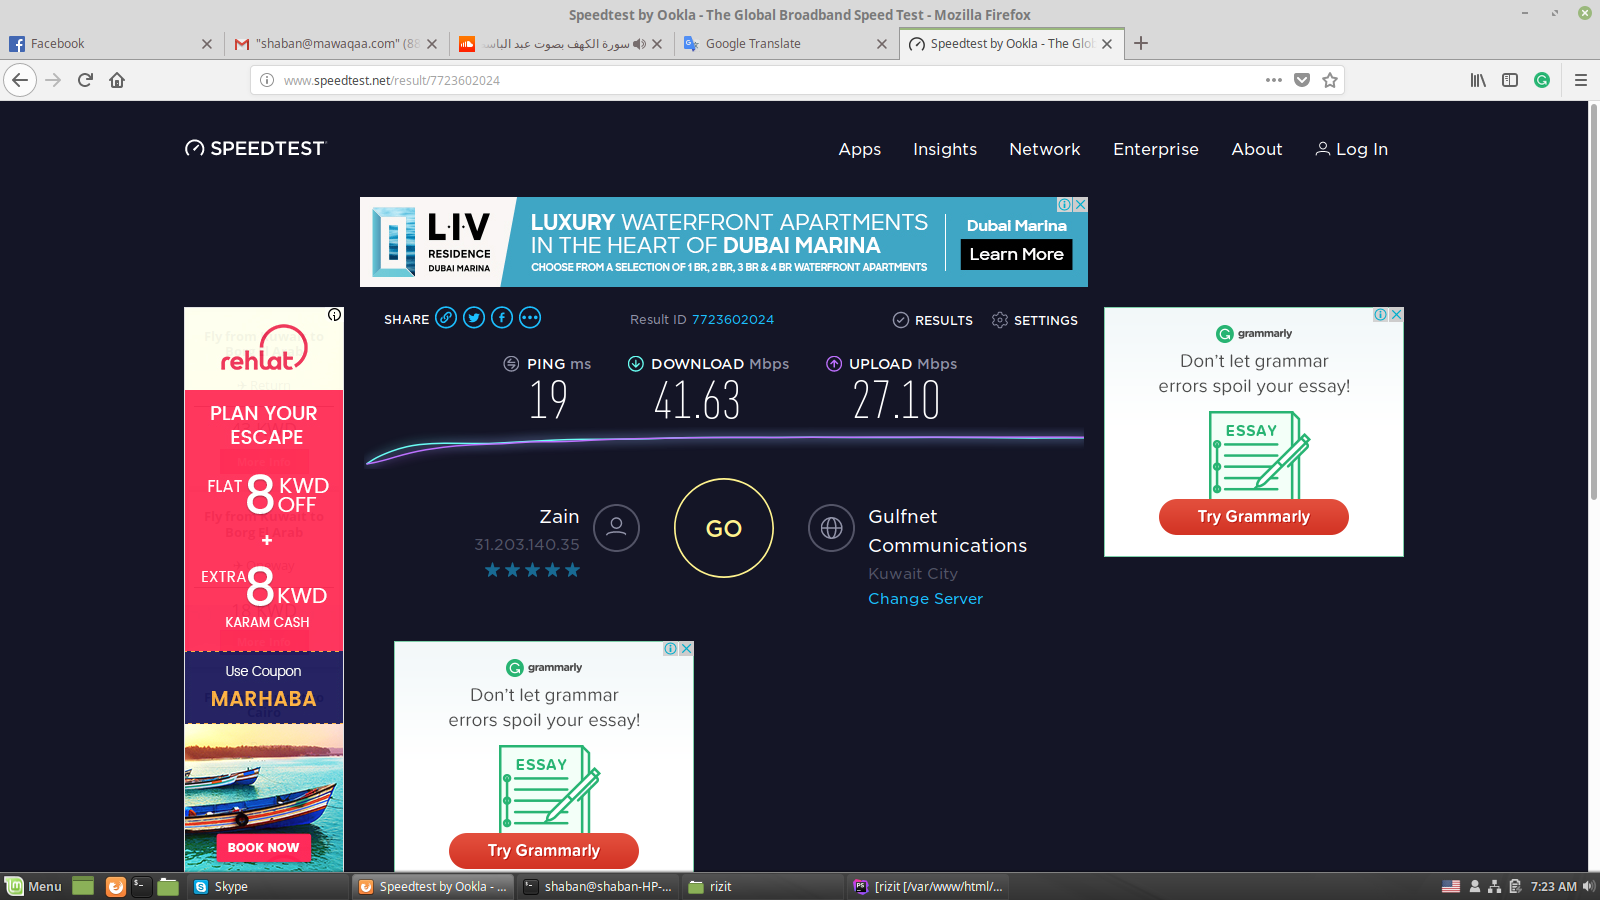 Speedtest by Ookla - The Global Broadband Speed Test - Mozilla Firefox
Facebook
"shaban@mawaqaa.com" (88
سورة الكهف بصوت عبد الباسط
Google Translate
Speedtest by Ookla - The Glob
www.speedtest.net/result/7723602024
SPEEDTEST
Apps
Insights
Network
Enterprise
About
Log In
L·I·V
RESIDENCE
DUBAI MARINA
LUXURY WATERFRONT APARTMENTS
IN THE HEART OF DUBAI MARINA
CHOOSE FROM A SELECTION OF 1 BR, 2 BR, 3 BR & 4 BR WATERFRONT APARTMENTS
Dubai Marina
Learn More
SHARE
Result ID 7723602024
RESULTS
SETTINGS
PING ms
19
DOWNLOAD Mbps
41.63
UPLOAD Mbps
27.10
Zain
31.203.140.35
GO
Gulfnet
Communications
Kuwait City
Change Server
rehlat
PLAN YOUR
ESCAPE
FLAT 8 KWD
OFF
+
EXTRA 8 KWD
KARAM CASH
Use Coupon
MARHABA
BOOK NOW
grammarly
Don't let grammar
errors spoil your essay!
ESSAY
Try Grammarly
grammarly
Don't let grammar
errors spoil your essay!
ESSAY
Try Grammarly
Menu
Skype
Speedtest by Ookla - ...
shaban@shaban-HP-...
rizit
[rizit [/var/www/html/...
7:23 AM